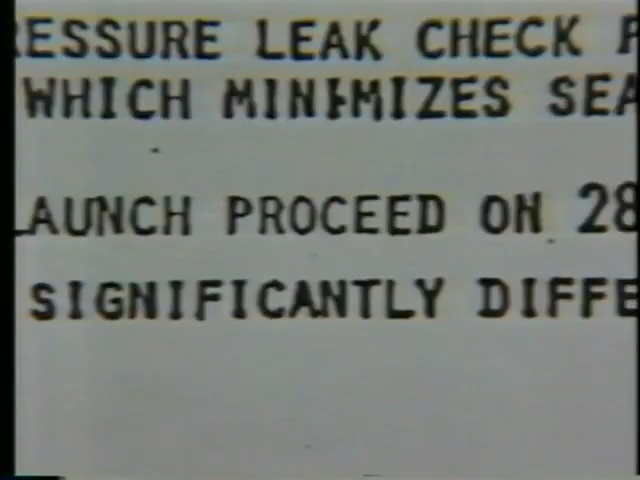 RESSURE LEAK CHECK
WHICH MINIMIZES SEA
LAUNCH PROCEED ON 28
SIGNIFICANTLY DIFFE